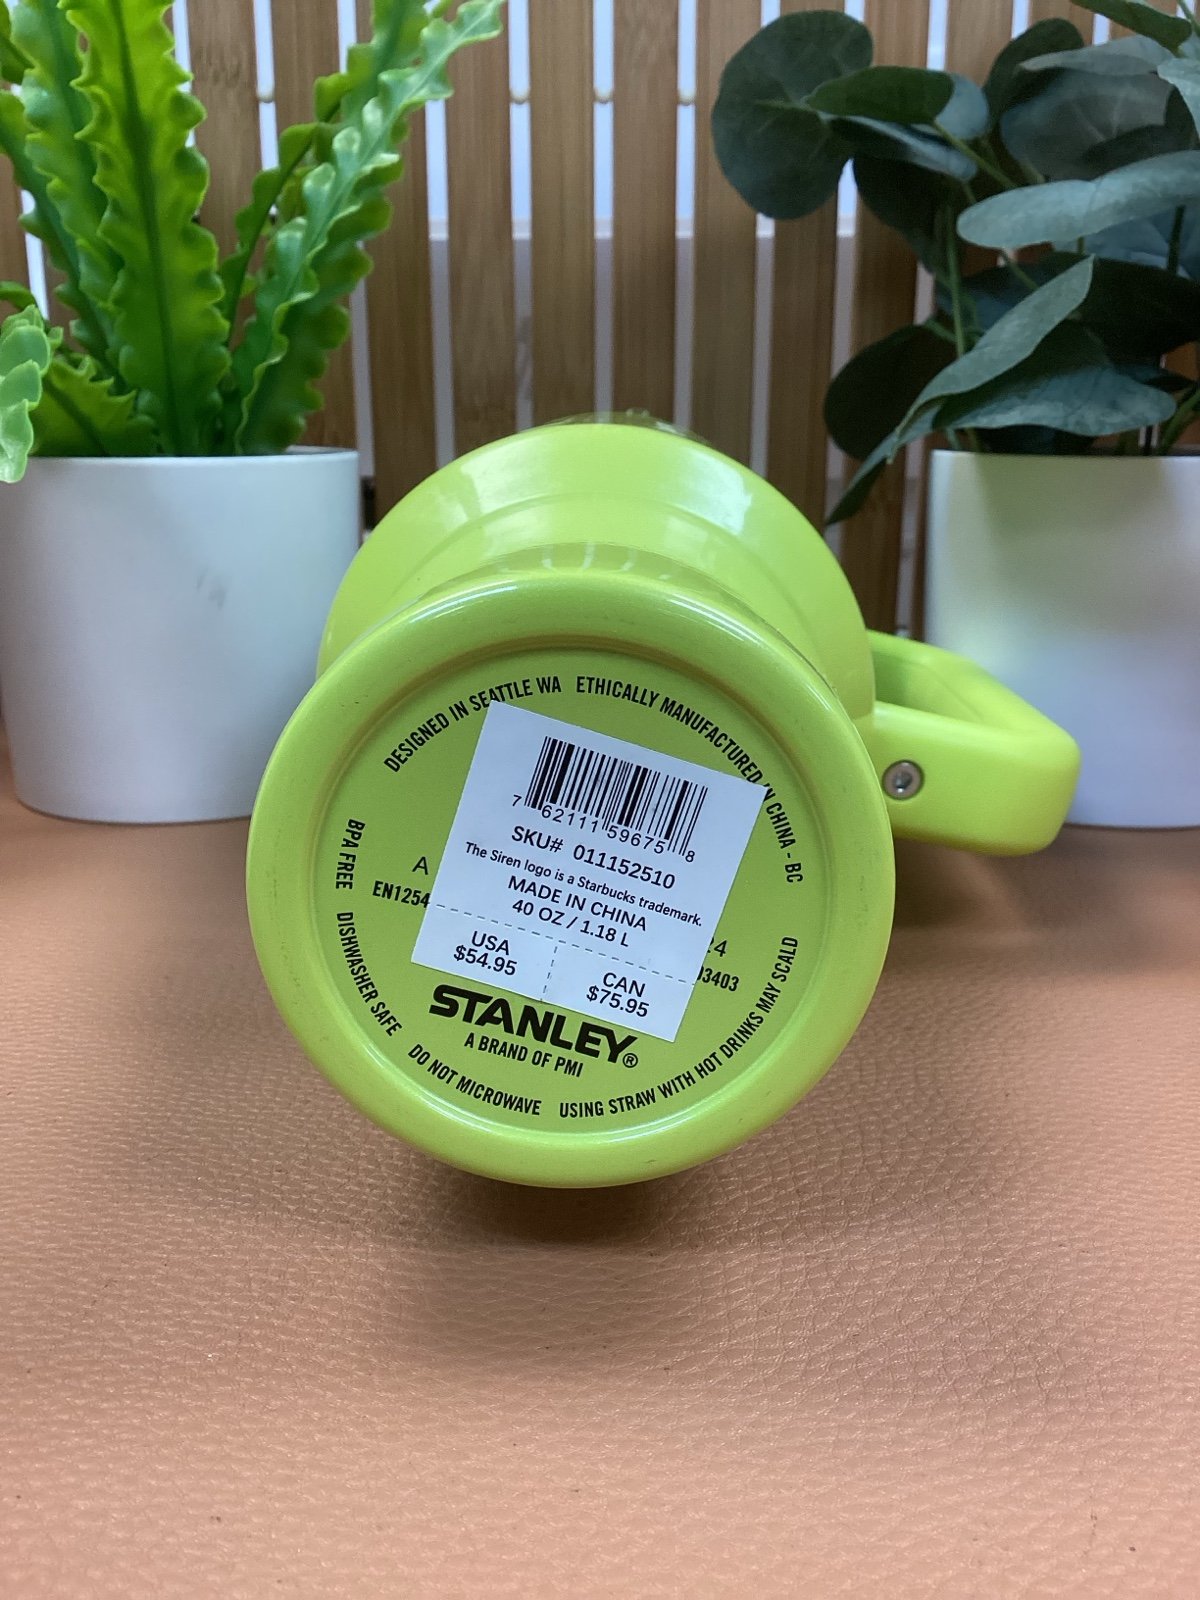 DESIGNED IN SEATTLE WA ETHICALLY MANUFACTURED IN CHINA - BC
7 62111 59675 8
SKU# 011152510
The Siren logo is a Starbucks trademark.
MADE IN CHINA
40 OZ / 1.18 L
USA
$54.95
CAN
$75.95
A
EN1254
24
03403
STANLEY®
A BRAND OF PMI
BPA FREE DISHWASHER SAFE DO NOT MICROWAVE USING STRAW WITH HOT DRINKS MAY SCALD